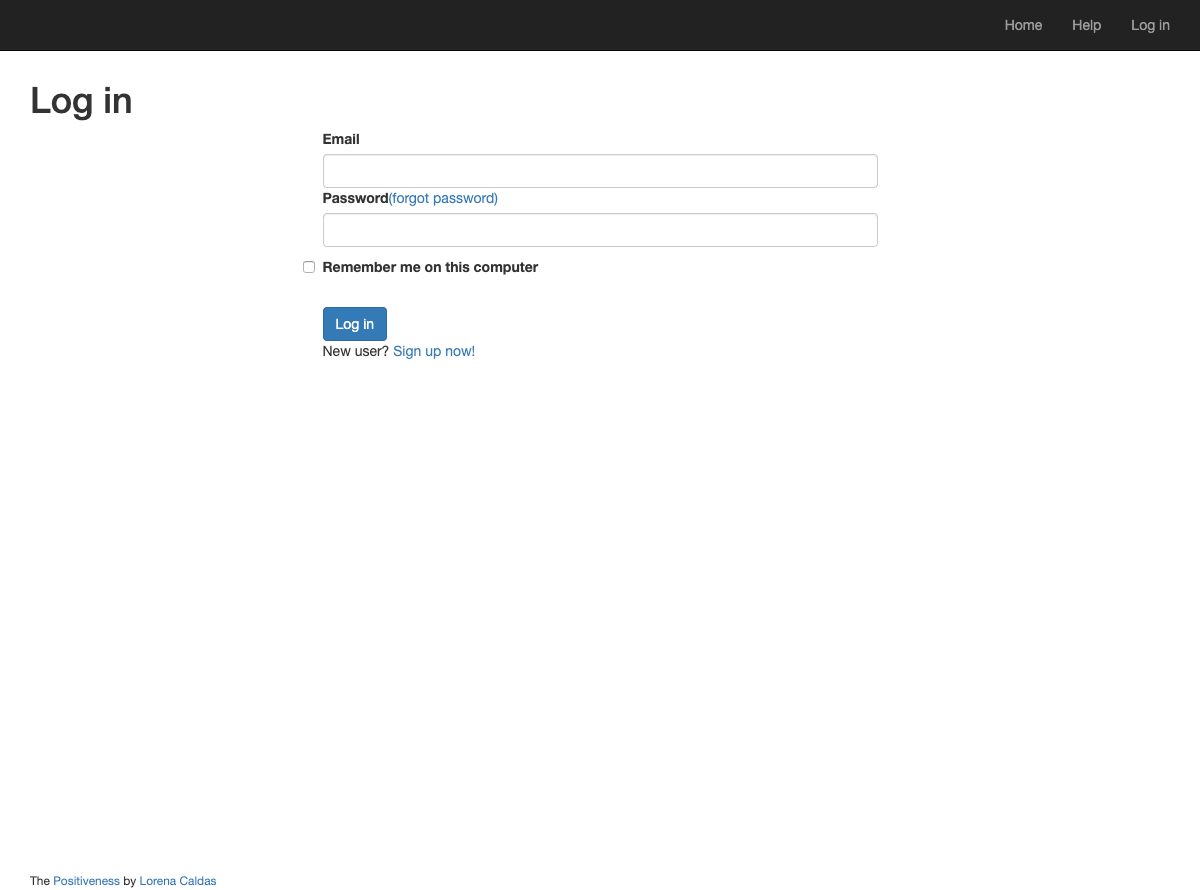 Home Help Log in
Log in
Email
Password(forgot password)
Remember me on this computer
Log in
New user? Sign up now!
The Positiveness by Lorena Caldas